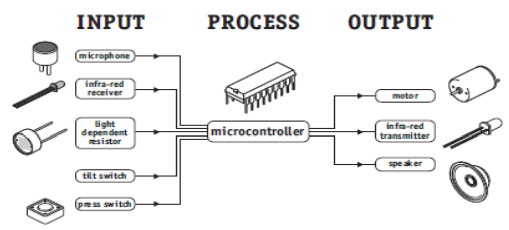 INPUT PROCESS OUTPUT
microphone
infra-red
receiver
light
dependent
resistor
tilt switch
press switch
microcontroller
motor
infra-red
transmitter
speaker